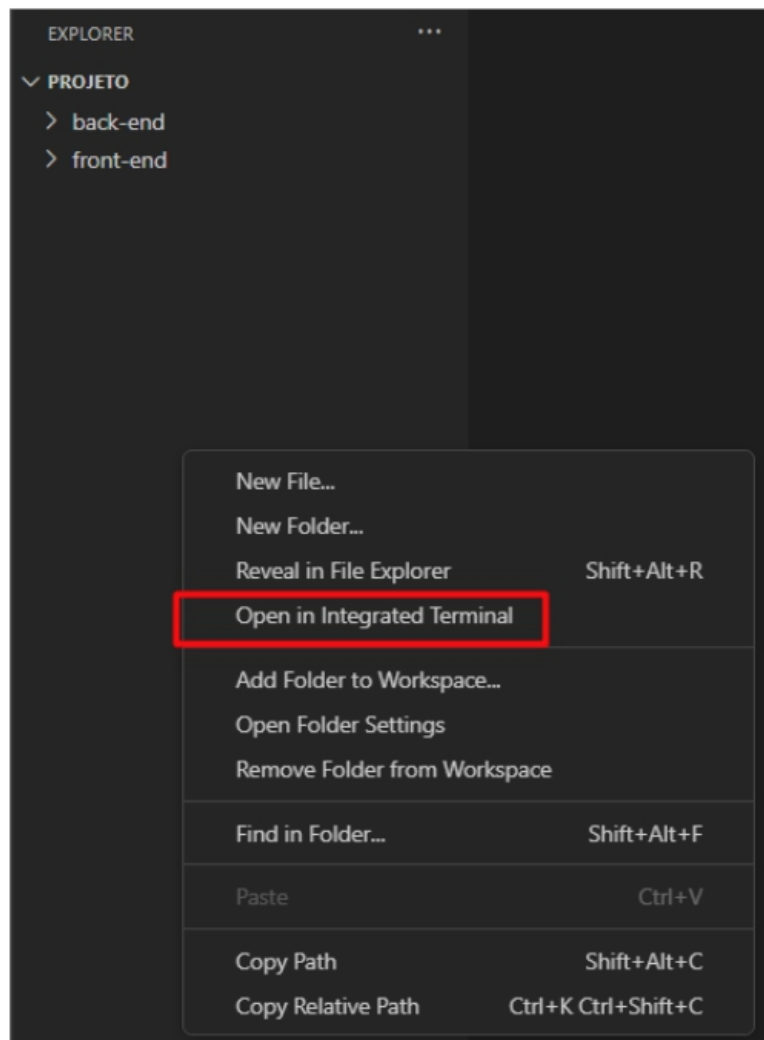 EXPLORER ...
PROJETO
back-end
front-end
New File...
New Folder...
Reveal in File Explorer Shift+Alt+R
Open in Integrated Terminal
Add Folder to Workspace...
Open Folder Settings
Remove Folder from Workspace
Find in Folder... Shift+Alt+F
Paste Ctrl+V
Copy Path Shift+Alt+C
Copy Relative Path Ctrl+K Ctrl+Shift+C